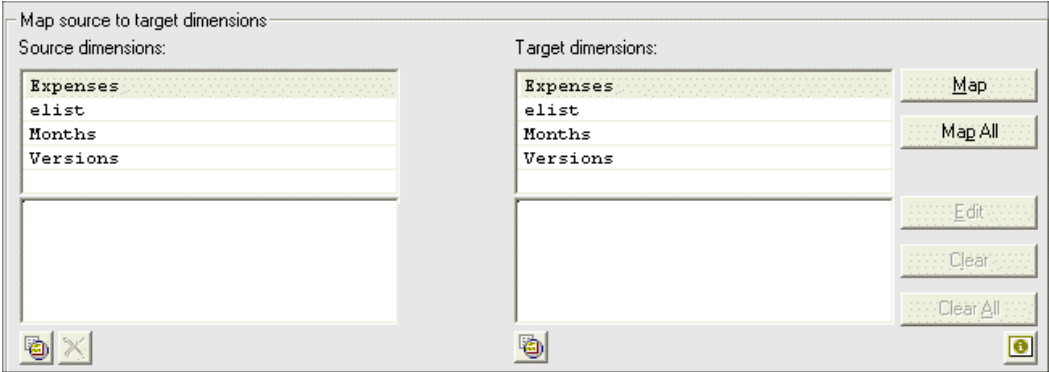 Map source to target dimensions
Source dimensions:
Target dimensions:
Expenses
elist
Months
Versions
Expenses
elist
Months
Versions
Map
Map All
Edit
Clear
Clear All